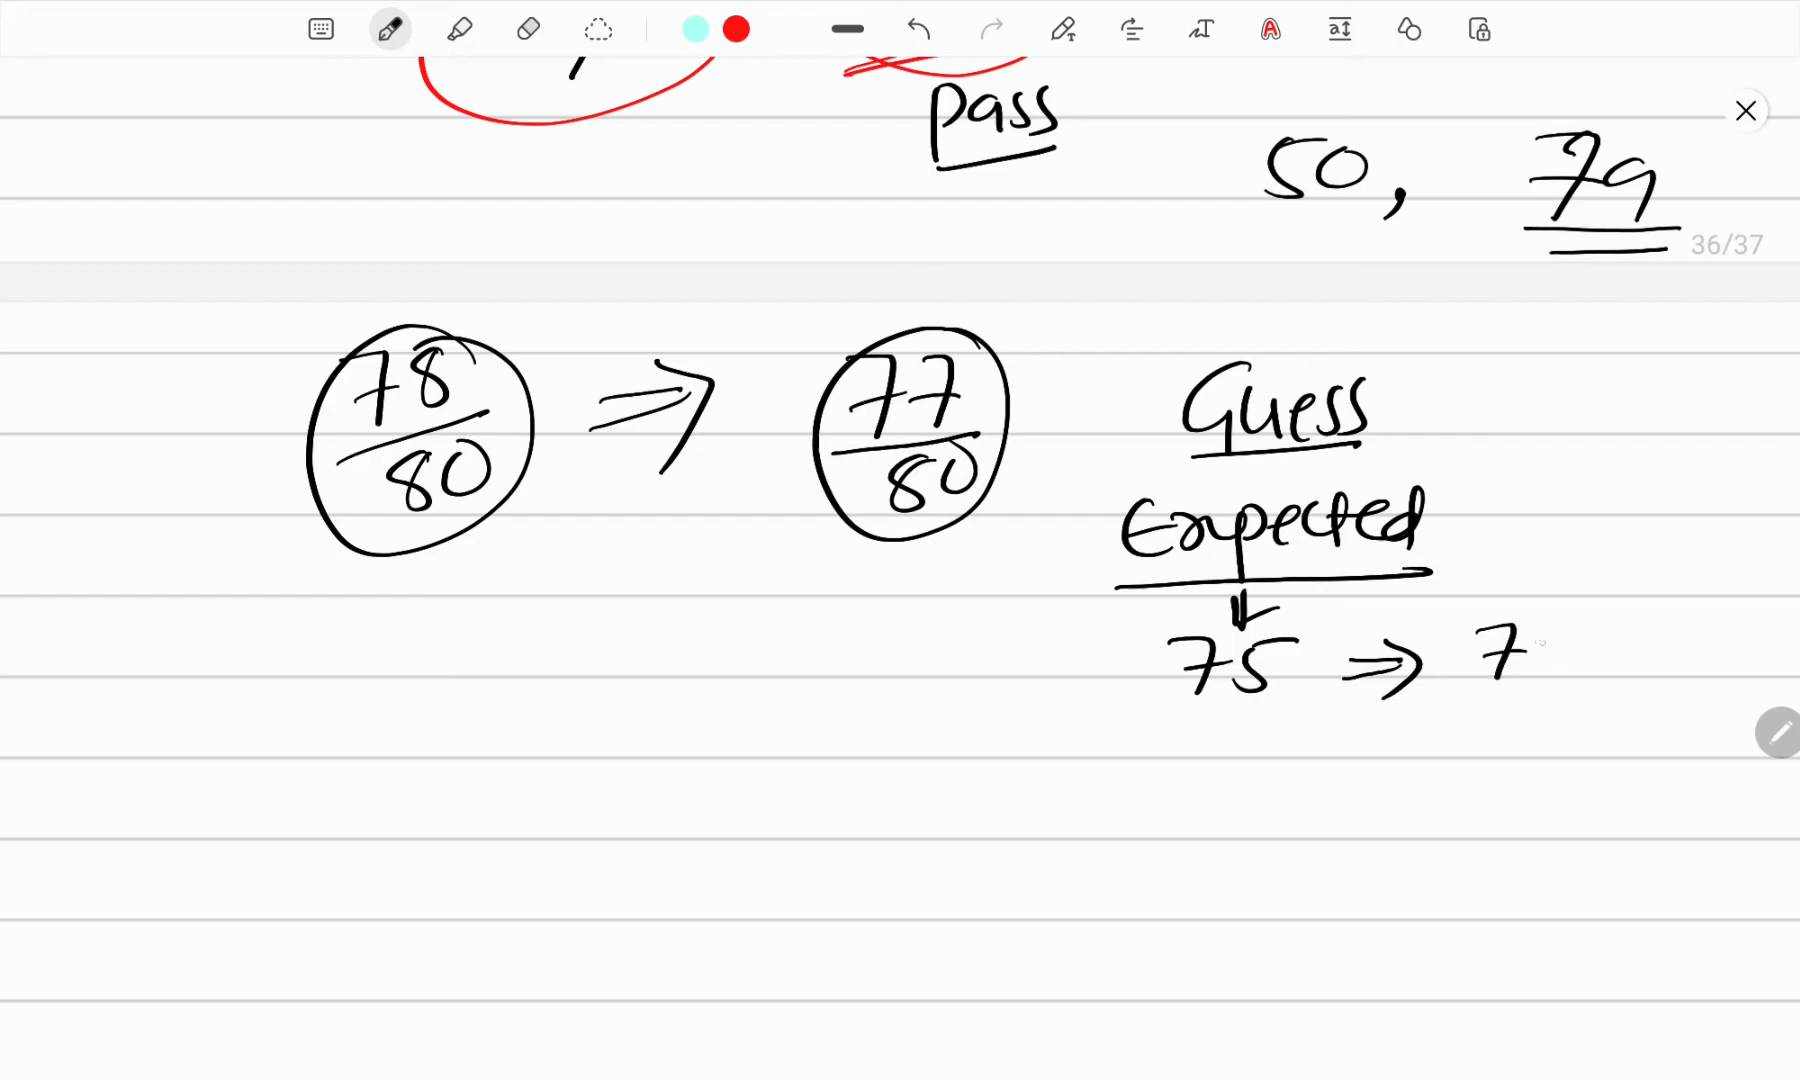 pass
50, 79
36/37
78/80 ⇒ 77/80 Guess
Expected
75 ⇒ 7